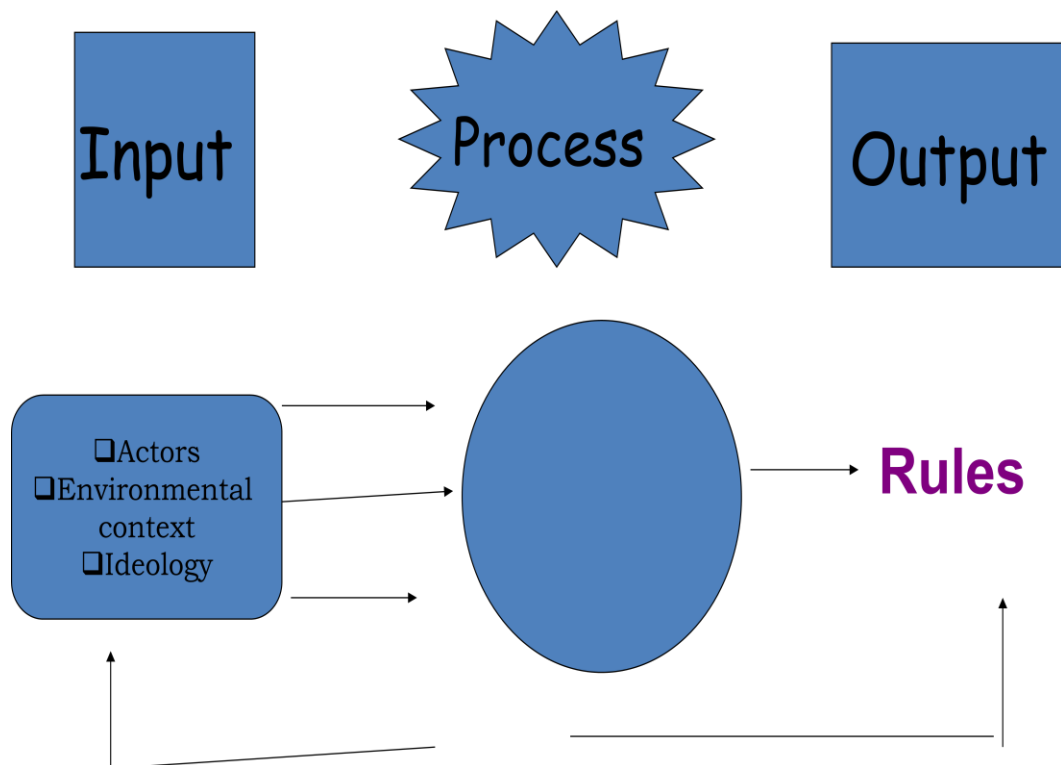 Input
Process
Output
❑Actors
❑Environmental
context
❑Ideology
Rules